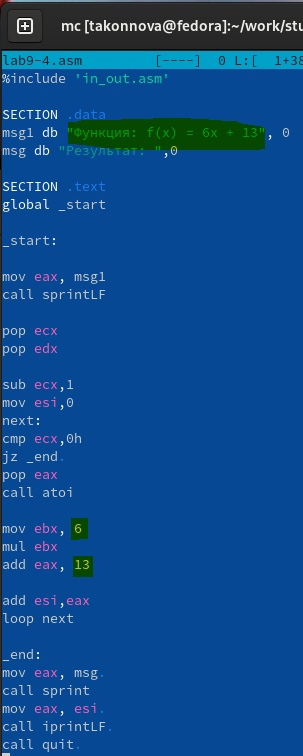 mc [takonnova@fedora]:~/work/stu
lab9-4.asm [----] 0 L:[ 1+38
%include 'in_out.asm'
SECTION .data
msg1 db "Функция: f(x) = 6x + 13", 0
msg db "Результат: ",0
SECTION .text
global _start
_start:
mov eax, msg1
call sprintLF
pop ecx
pop edx
sub ecx,1
mov esi,0
next:
cmp ecx,0h
jz _end.
pop eax
call atoi
mov ebx, 6
mul ebx
add eax, 13
add esi,eax
loop next
_end:
mov eax, msg.
call sprint
mov eax, esi.
call iprintLF.
call quit.